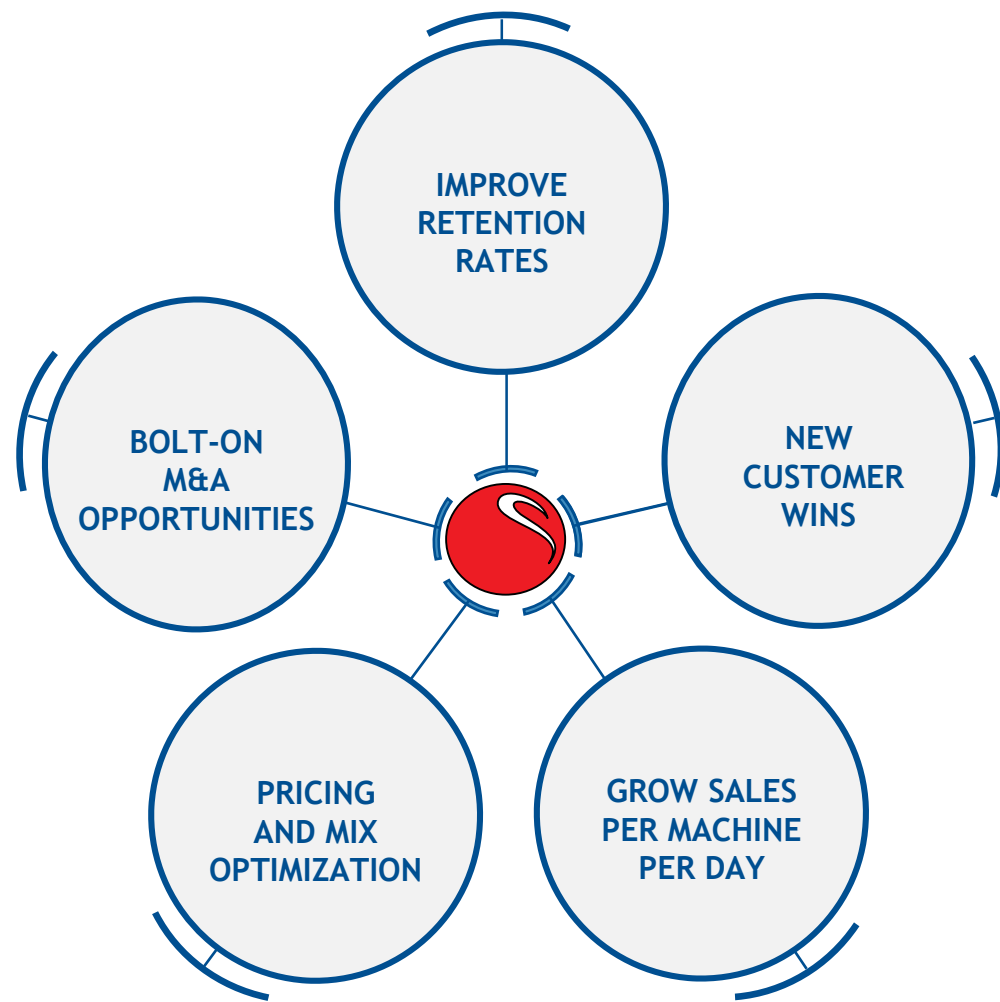 IMPROVE
RETENTION
RATES
NEW
CUSTOMER
WINS
GROW SALES
PER MACHINE
PER DAY
PRICING
AND MIX
OPTIMIZATION
BOLT-ON
M&A
OPPORTUNITIES